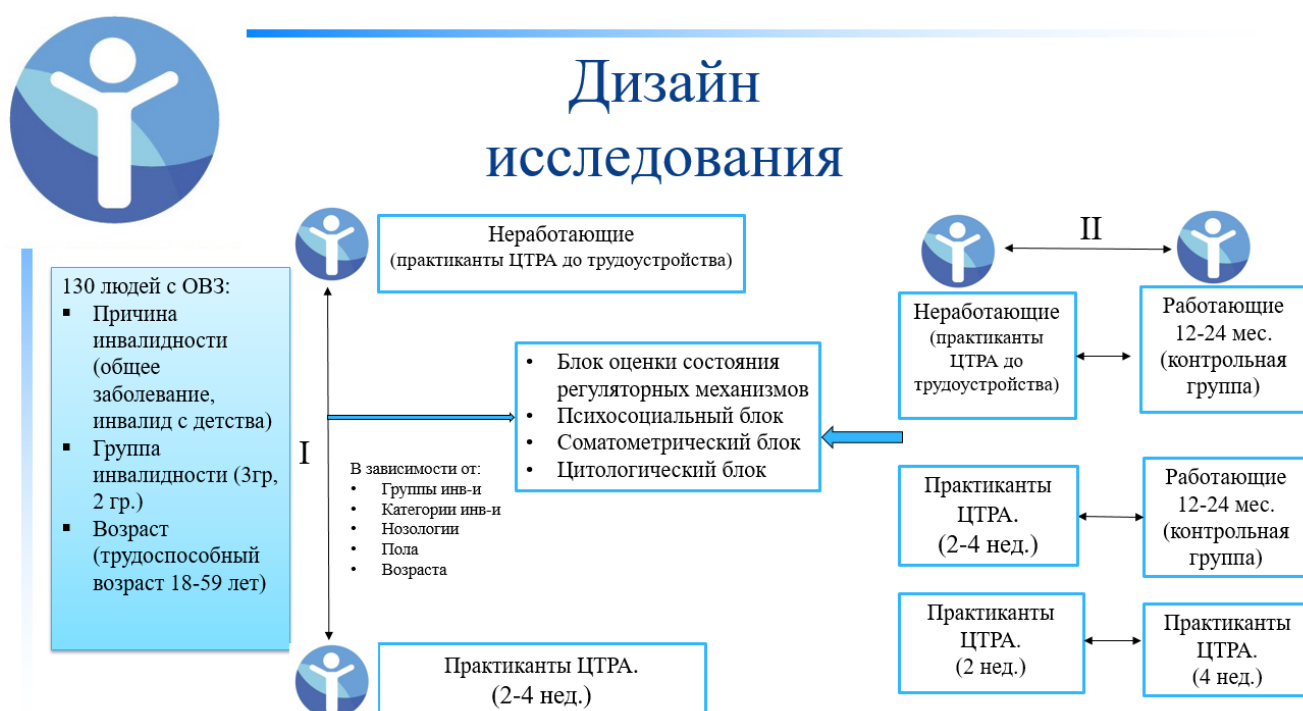 Дизайн
исследования
130 людей с ОВЗ:
▪ Причина
инвалидности
(общее
заболевание,
инвалид с детства)
▪ Группа
инвалидности (3гр,
2 гр.)
▪ Возраст
(трудоспособный
возраст 18-59 лет)
I
Неработающие
(практиканты ЦТРА до трудоустройства)
• Блок оценки состояния
регуляторных механизмов
• Психосоциальный блок
• Соматометрический блок
• Цитологический блок
В зависимости от:
• Группы инв-и
• Категории инв-и
• Нозологии
• Пола
• Возраста
Практиканты ЦТРА.
(2-4 нед.)
II
Неработающие
(практиканты
ЦТРА до
трудоустройства)
Работающие
12-24 мес.
(контрольная
группа)
Практиканты
ЦТРА.
(2-4 нед.)
Работающие
12-24 мес.
(контрольная
группа)
Практиканты
ЦТРА.
(2 нед.)
Практиканты
ЦТРА.
(4 нед.)